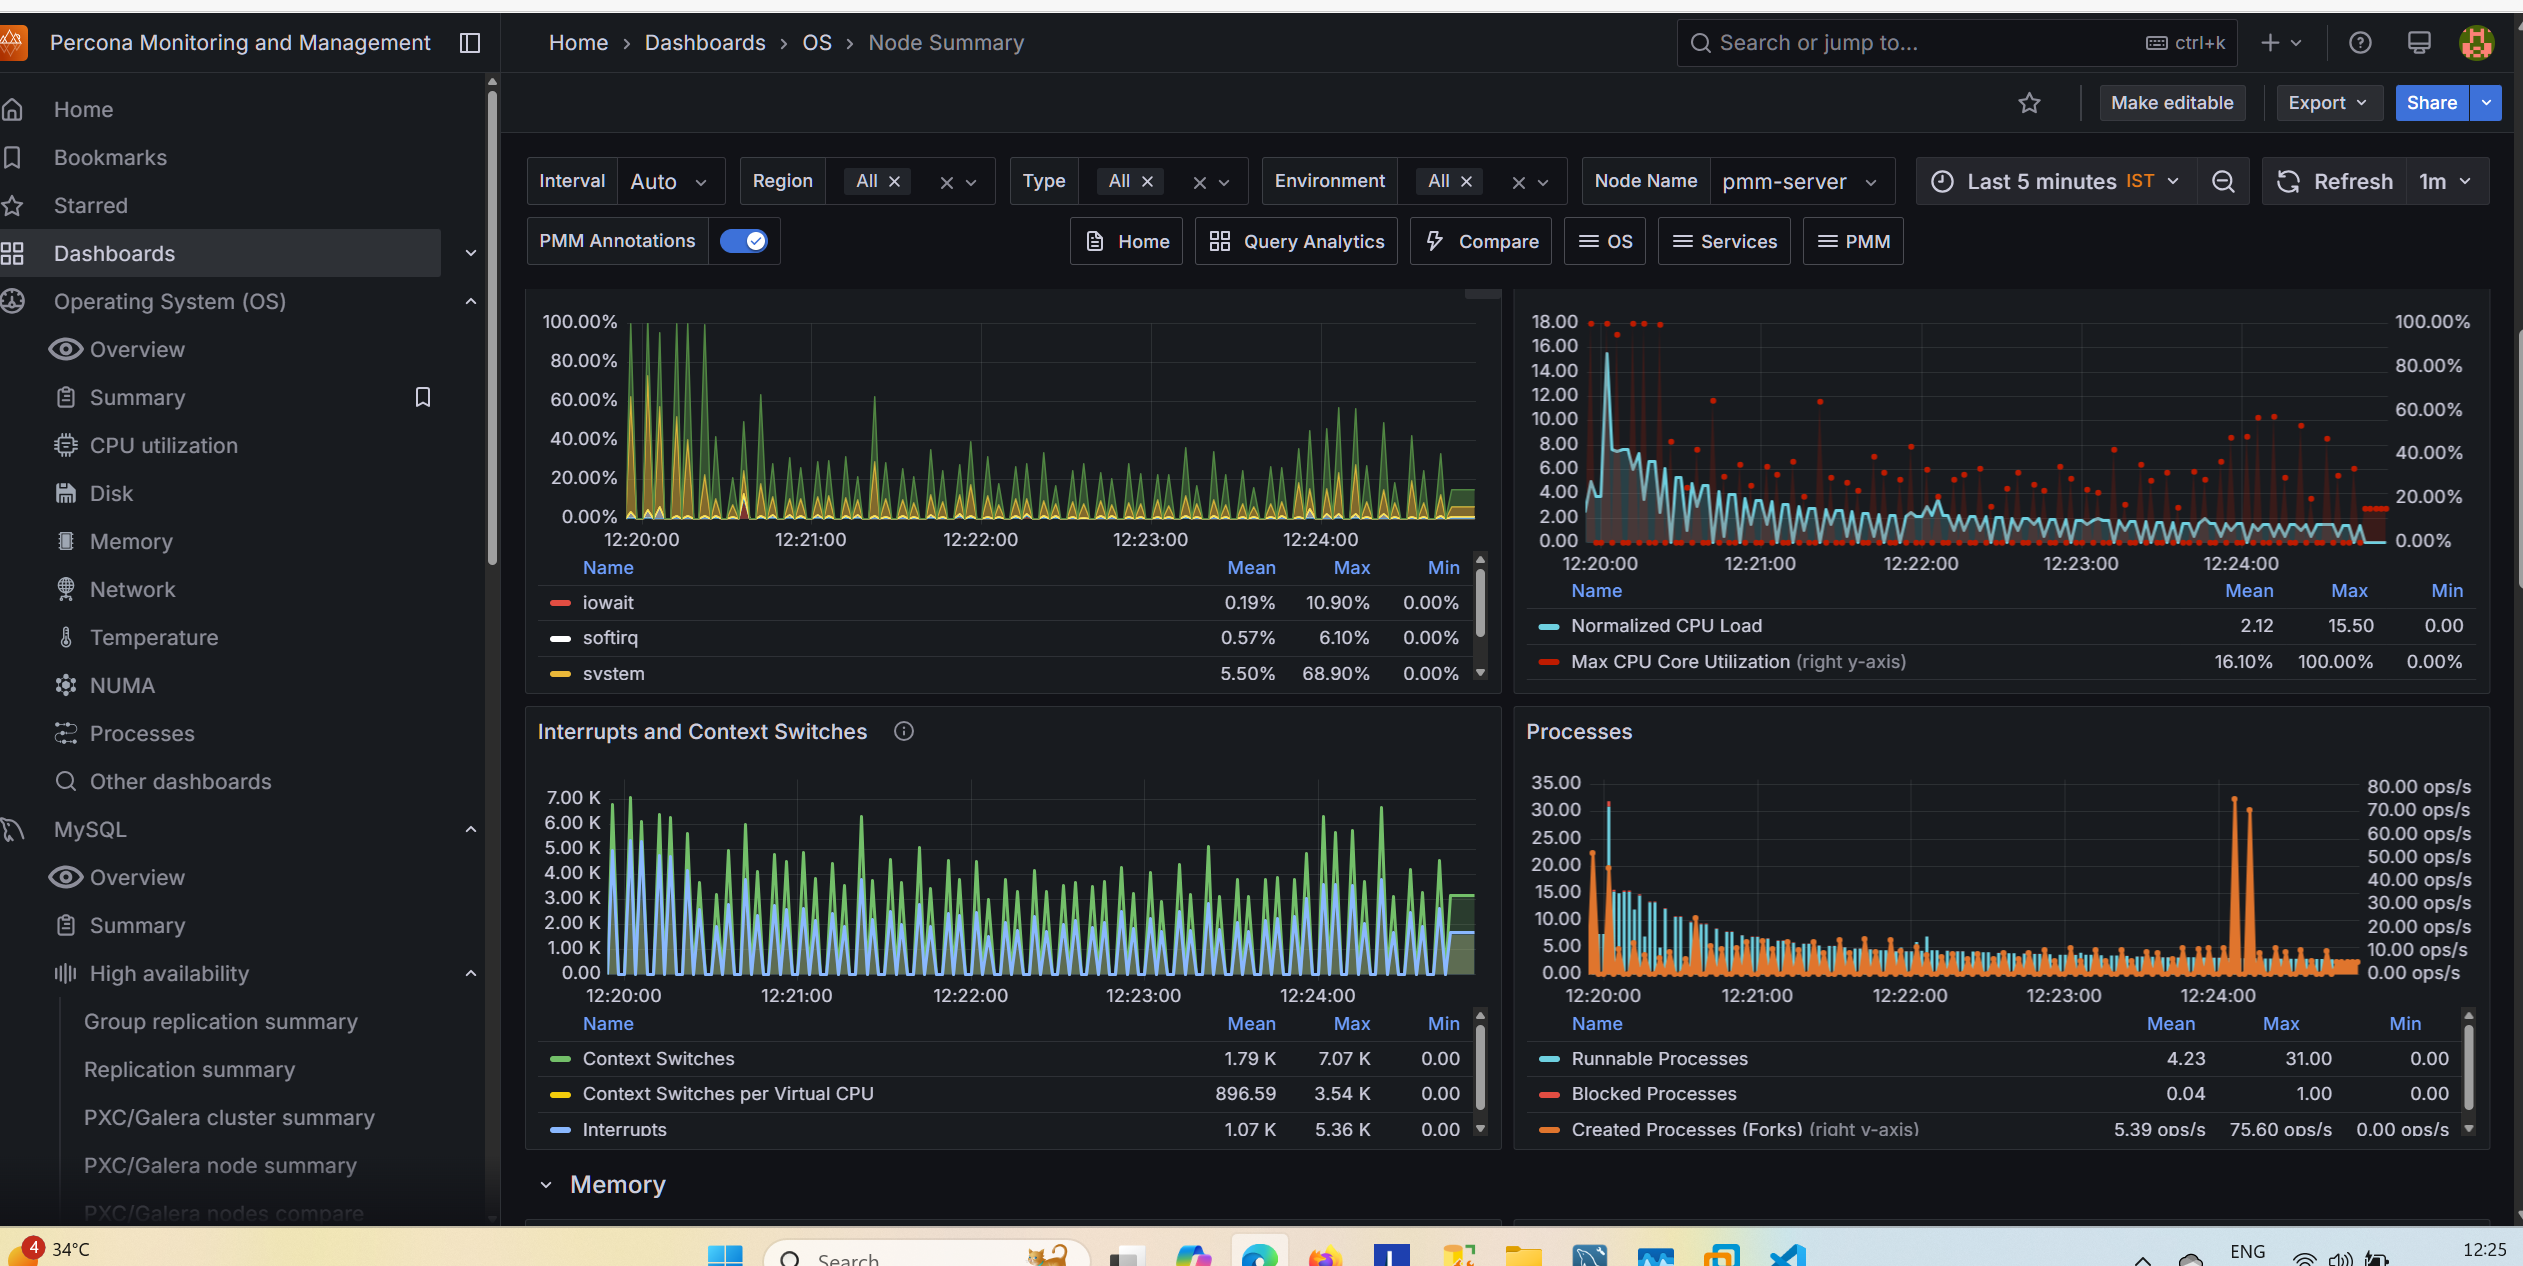 Percona Monitoring and Management
Home › Dashboards › OS › Node Summary
Search or jump to...
ctrl+k
Make editable
Export
Share
Home
Bookmarks
Starred
Dashboards
Operating System (OS)
Overview
Summary
CPU utilization
Disk
Memory
Network
Temperature
NUMA
Processes
Other dashboards
MySQL
Overview
Summary
High availability
Group replication summary
Replication summary
PXC/Galera cluster summary
PXC/Galera node summary
PXC/Galera nodes compare
Interval Auto
Region All
Type All
Environment All
Node Name pmm-server
Last 5 minutes IST
Refresh 1m
PMM Annotations
Home
Query Analytics
Compare
OS
Services
PMM
100.00%
80.00%
60.00%
40.00%
20.00%
0.00%
12:20:00 12:21:00 12:22:00 12:23:00 12:24:00
Name Mean Max Min
iowait 0.19% 10.90% 0.00%
softirq 0.57% 6.10% 0.00%
system 5.50% 68.90% 0.00%
18.00
16.00
14.00
12.00
10.00
8.00
6.00
4.00
2.00
0.00
100.00%
80.00%
60.00%
40.00%
20.00%
0.00%
12:20:00 12:21:00 12:22:00 12:23:00 12:24:00
Name Mean Max Min
Normalized CPU Load 2.12 15.50 0.00
Max CPU Core Utilization (right y-axis) 16.10% 100.00% 0.00%
Interrupts and Context Switches
7.00 K
6.00 K
5.00 K
4.00 K
3.00 K
2.00 K
1.00 K
0.00
12:20:00 12:21:00 12:22:00 12:23:00 12:24:00
Name Mean Max Min
Context Switches 1.79 K 7.07 K 0.00
Context Switches per Virtual CPU 896.59 3.54 K 0.00
Interrupts 1.07 K 5.36 K 0.00
Processes
35.00
30.00
25.00
20.00
15.00
10.00
5.00
0.00
80.00 ops/s
70.00 ops/s
60.00 ops/s
50.00 ops/s
40.00 ops/s
30.00 ops/s
20.00 ops/s
10.00 ops/s
0.00 ops/s
12:20:00 12:21:00 12:22:00 12:23:00 12:24:00
Name Mean Max Min
Runnable Processes 4.23 31.00 0.00
Blocked Processes 0.04 1.00 0.00
Created Processes (Forks) (right y-axis) 5.39 ops/s 75.60 ops/s 0.00 ops/s
Memory
4
34°C
Search
ENG
12:25